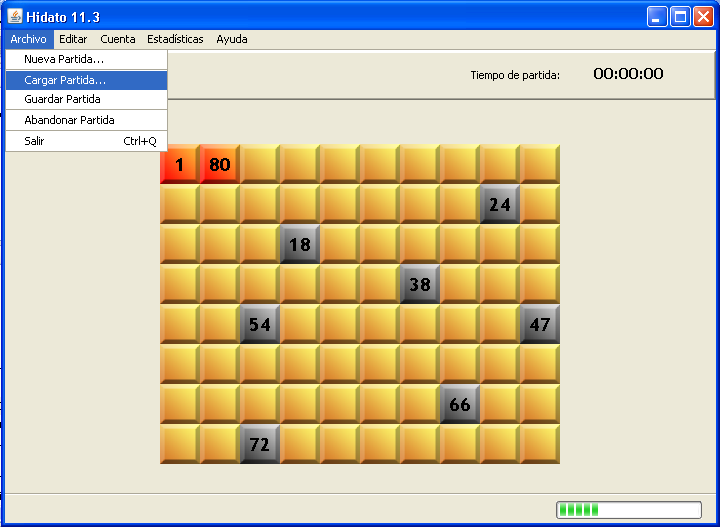 Hidato 11.3
Archivo Editar Cuenta Estadísticas Ayuda
Nueva Partida...
Cargar Partida...
Guardar Partida
Abandonar Partida
Salir Ctrl+Q
Tiempo de partida: 00:00:00
1 80
24
18
38
54 47
66
72